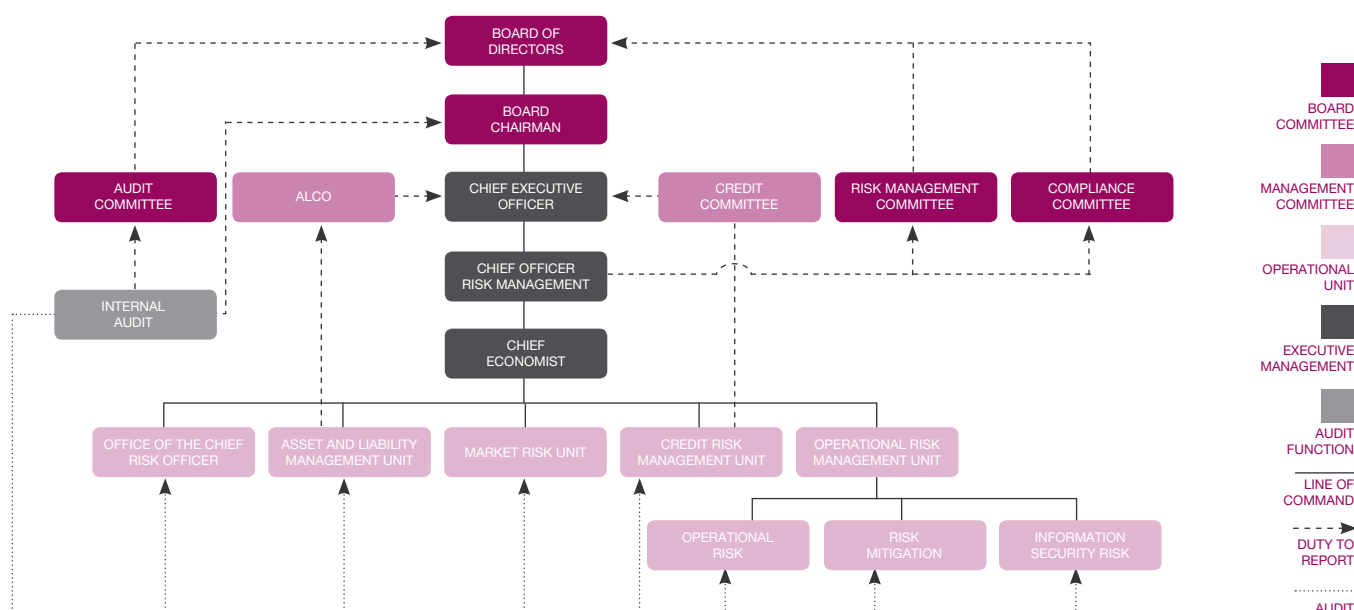 BOARD OF
DIRECTORS
BOARD
CHAIRMAN
AUDIT
COMMITTEE
ALCO
CHIEF EXECUTIVE
OFFICER
CREDIT
COMMITTEE
RISK MANAGEMENT
COMMITTEE
COMPLIANCE
COMMITTEE
CHIEF OFFICER
RISK MANAGEMENT
INTERNAL
AUDIT
CHIEF
ECONOMIST
OFFICE OF THE CHIEF
RISK OFFICER
ASSET AND LIABILITY
MANAGEMENT UNIT
MARKET RISK UNIT
CREDIT RISK
MANAGEMENT UNIT
OPERATIONAL RISK
MANAGEMENT UNIT
OPERATIONAL
RISK
RISK
MITIGATION
INFORMATION
SECURITY RISK
BOARD
COMMITTEE
MANAGEMENT
COMMITTEE
OPERATIONAL
UNIT
EXECUTIVE
MANAGEMENT
AUDIT
FUNCTION
LINE OF
COMMAND
DUTY TO
REPORT
AUDIT